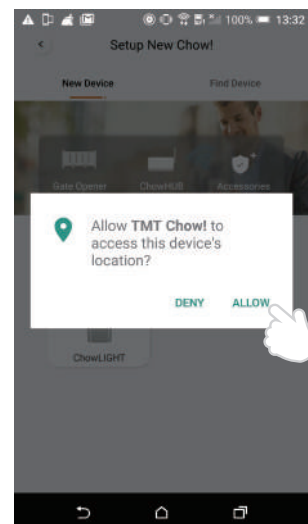 100% 13:32
Setup New Chow!
New Device
Find Device
Gate Opener
ChowHUB
Accessories
Allow TMT Chow! to
access this device's
location?
DENY ALLOW
ChowLIGHT